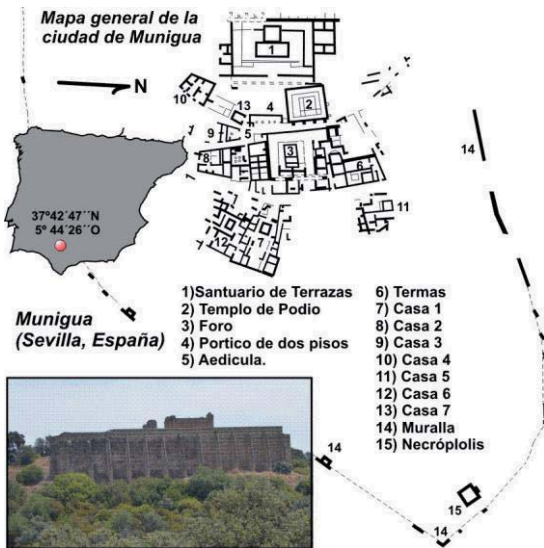 Mapa general de la
ciudad de Munigua
N
1
2
3
4
5
6
7
8
9
10
11
12
13
14
37º42´47´´N
5º 44´26´´O
Munigua
(Sevilla, España)
1)Santuario de Terrazas
2) Templo de Podio
3) Foro
4) Portico de dos pisos
5) Aedicula.
6) Termas
7) Casa 1
8) Casa 2
9) Casa 3
10) Casa 4
11) Casa 5
12) Casa 6
13) Casa 7
14) Muralla
15) Necróplolis
14
15
14